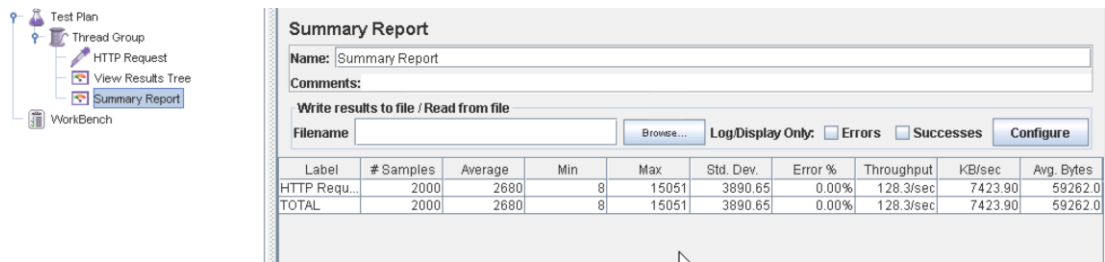 Test Plan
Thread Group
HTTP Request
View Results Tree
Summary Report
WorkBench
Summary Report
Name: Summary Report
Comments:
Write results to file / Read from file
Filename Browse... Log/Display Only: Errors Successes Configure
Label # Samples Average Min Max Std. Dev. Error % Throughput KB/sec Avg. Bytes
HTTP Requ... 2000 2680 8 15051 3890.65 0.00% 128.3/sec 7423.90 59262.0
TOTAL 2000 2680 8 15051 3890.65 0.00% 128.3/sec 7423.90 59262.0